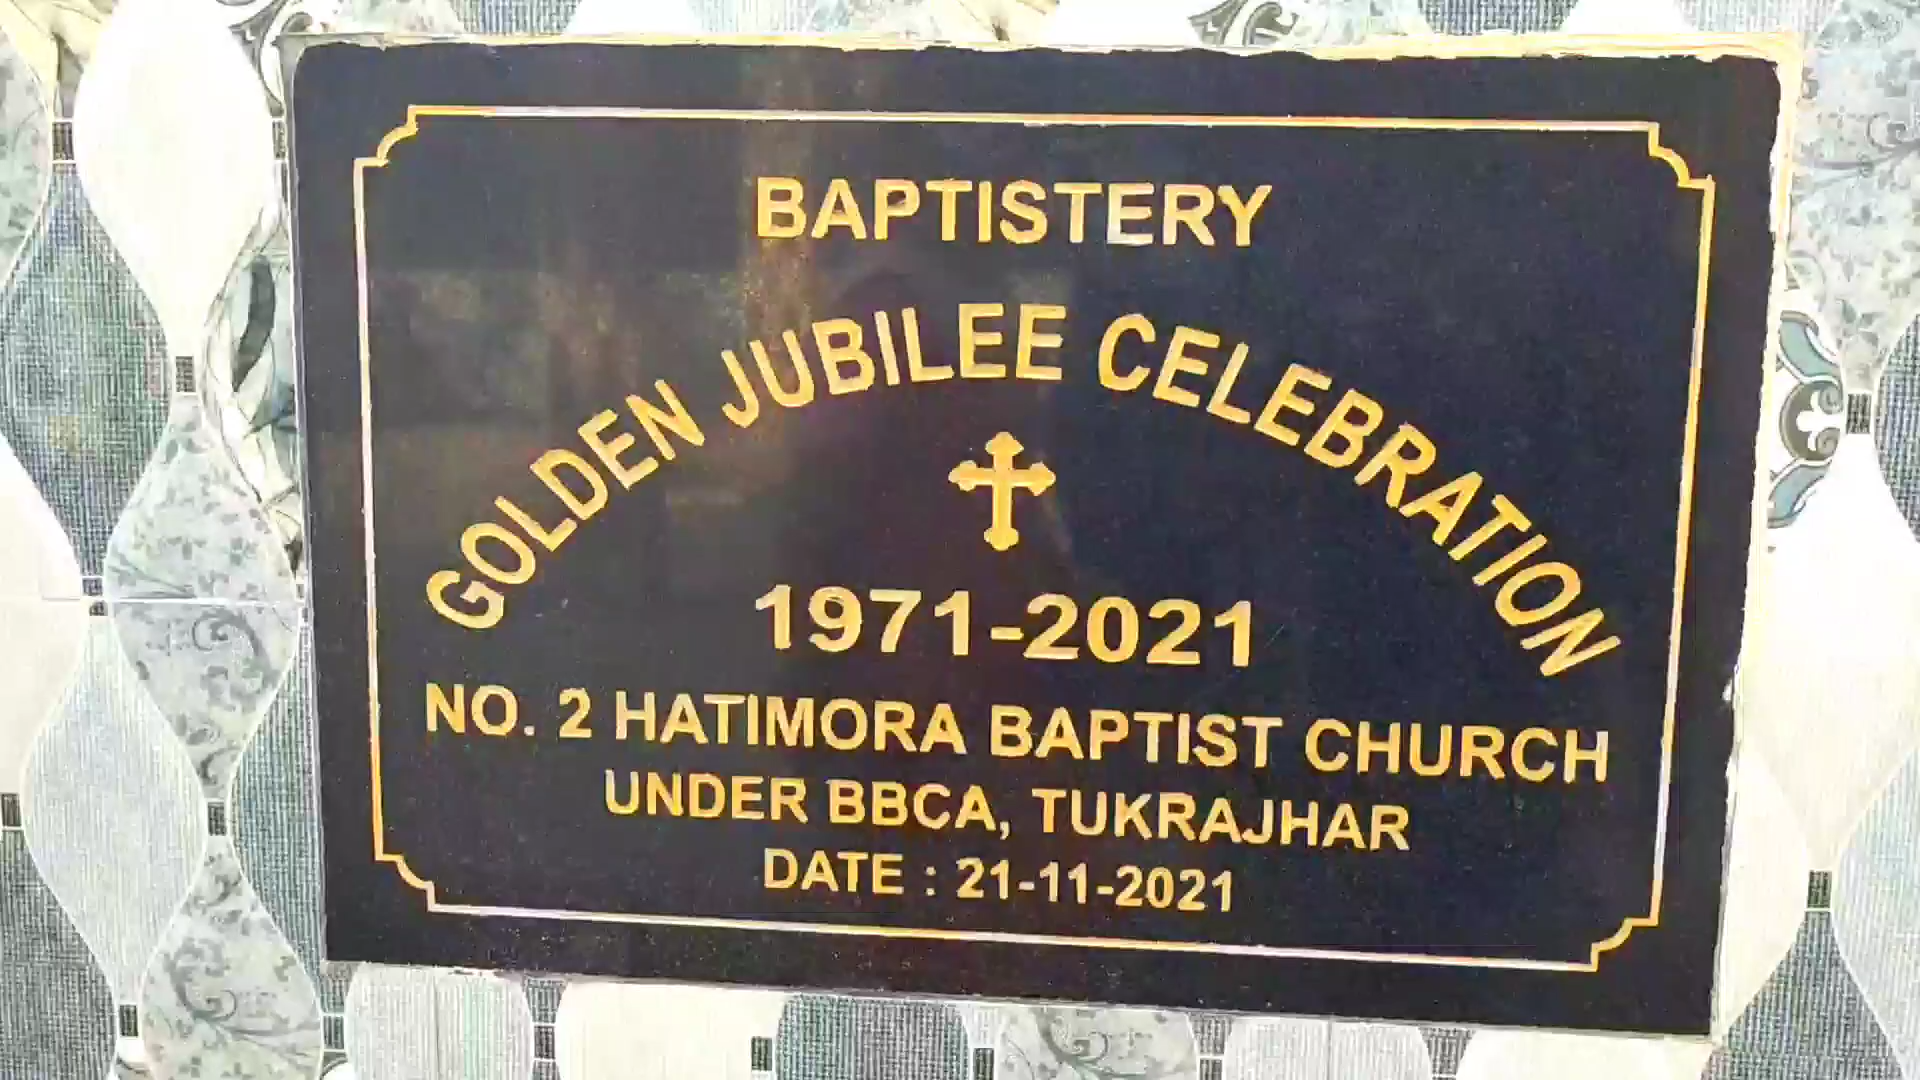 BAPTISTERY
GOLDEN JUBILEE CELEBRATION
1971-2021
NO. 2 HATIMORA BAPTIST CHURCH
UNDER BBCA, TUKRAJHAR
DATE : 21-11-2021